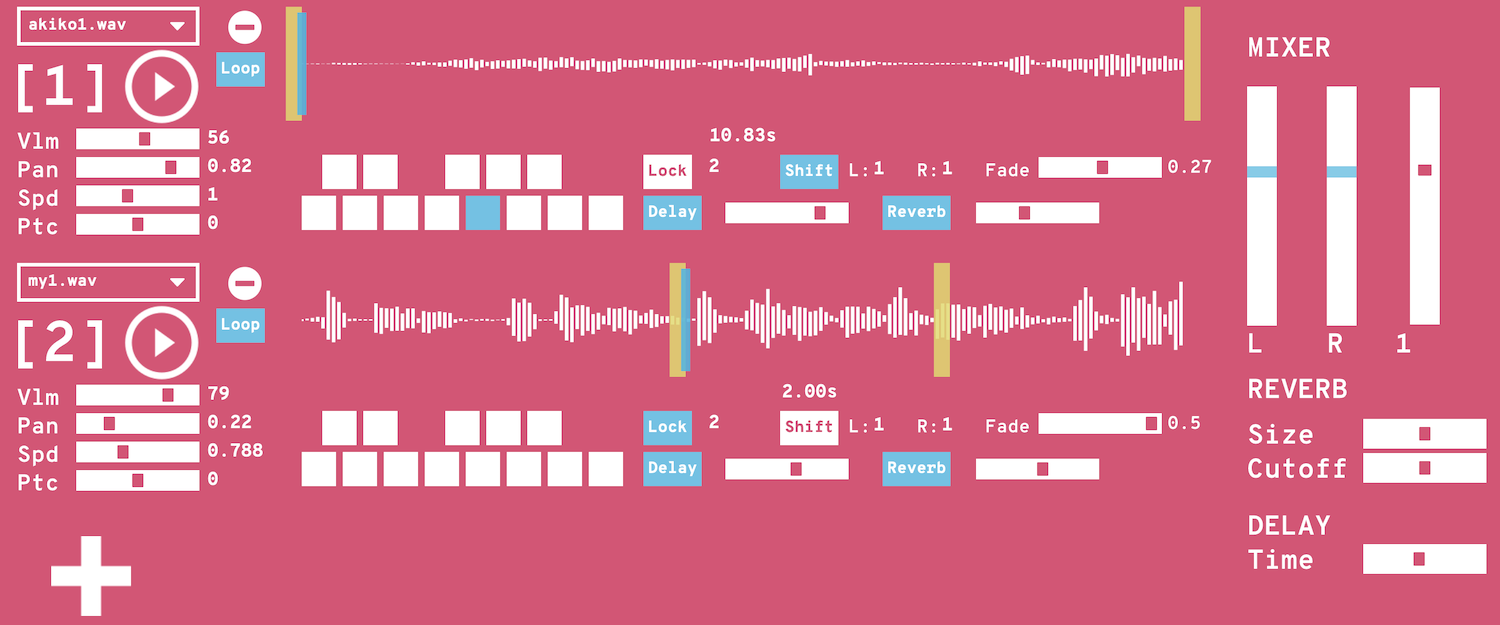 akiko1.wav
[1]
Loop
Vlm 56
Pan 0.82
Spd 1
Ptc 0
10.83s
Lock 2 Shift L:1 R:1 Fade 0.27
Delay Reverb
my1.wav
[2]
Loop
Vlm 79
Pan 0.22
Spd 0.788
Ptc 0
2.00s
Lock 2 Shift L:1 R:1 Fade 0.5
Delay Reverb
MIXER
L R 1
REVERB
Size
Cutoff
DELAY
Time